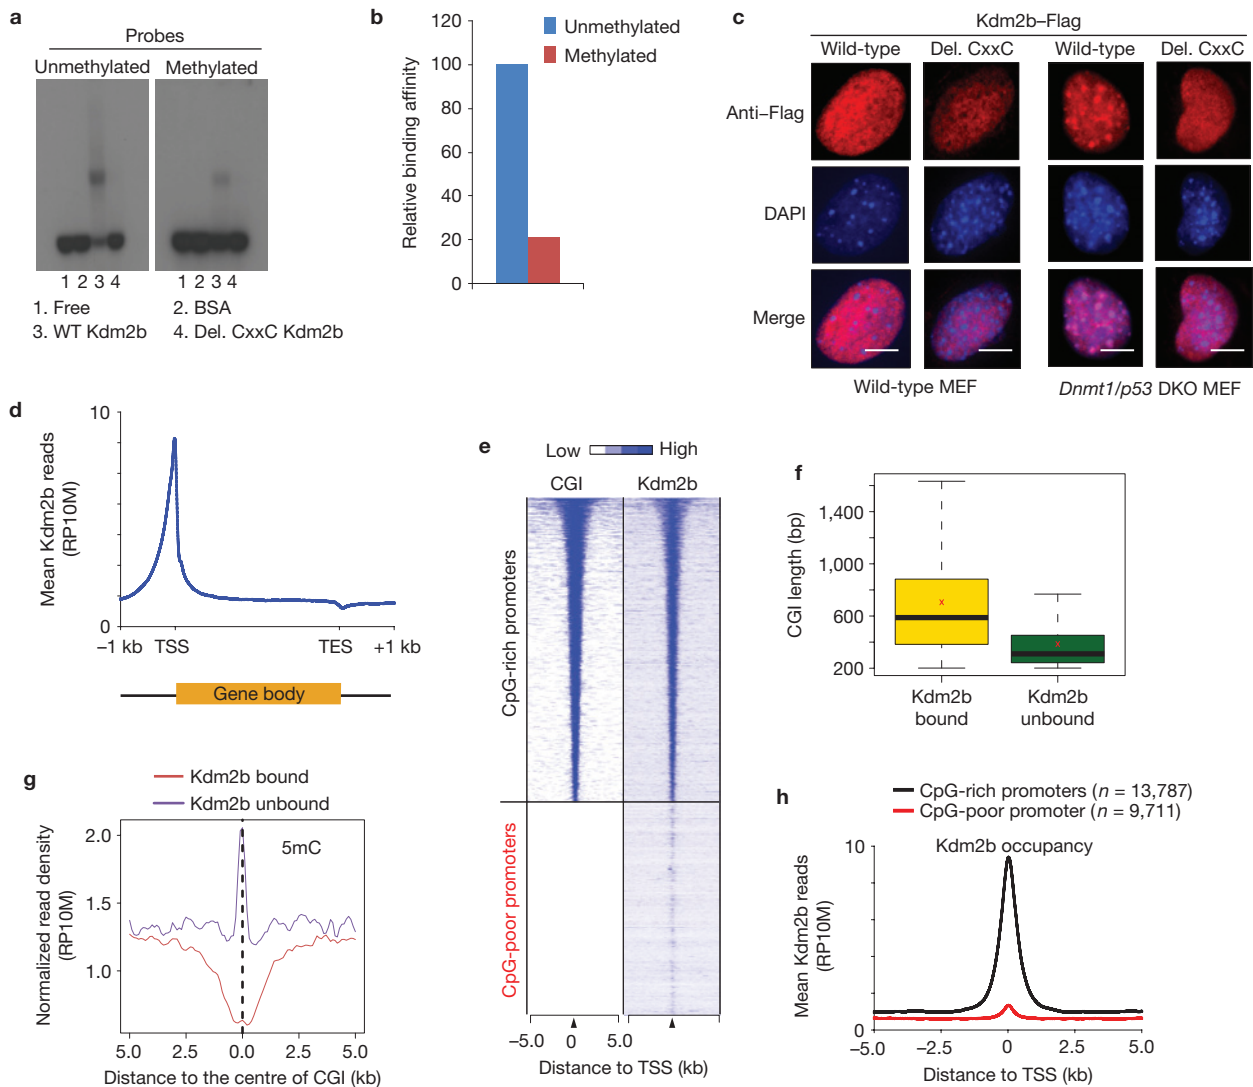 a
Probes
Unmethylated Methylated
1 2 3 4 1 2 3 4
1. Free 2. BSA
3. WT Kdm2b 4. Del. CxxC Kdm2b
b
Relative binding affinity
120
100
80
60
40
20
0
Unmethylated
Methylated
c
Kdm2b–Flag
Wild-type Del. CxxC Wild-type Del. CxxC
Anti–Flag
DAPI
Merge
Wild-type MEF Dnmt1/p53 DKO MEF
d
Mean Kdm2b reads
(RP10M)
10
0
–1 kb TSS TES +1 kb
Gene body
e
Low High
CGI Kdm2b
CpG-rich promoters
CpG-poor promoters
–5.0 0 5.0 0 5.0
Distance to TSS (kb)
f
CGI length (bp)
1,400
1,000
600
200
x
x
Kdm2b
bound
Kdm2b
unbound
g
Kdm2b bound
Kdm2b unbound
5mC
Normalized read density
(RP10M)
2.0
1.5
1.0
5.0 2.5 0.0 2.5 5.0
Distance to the centre of CGI (kb)
h
CpG-rich promoters (n = 13,787)
CpG-poor promoter (n = 9,711)
Kdm2b occupancy
Mean Kdm2b reads
(RP10M)
10
0
–5.0 –2.5 0 2.5 5.0
Distance to TSS (kb)